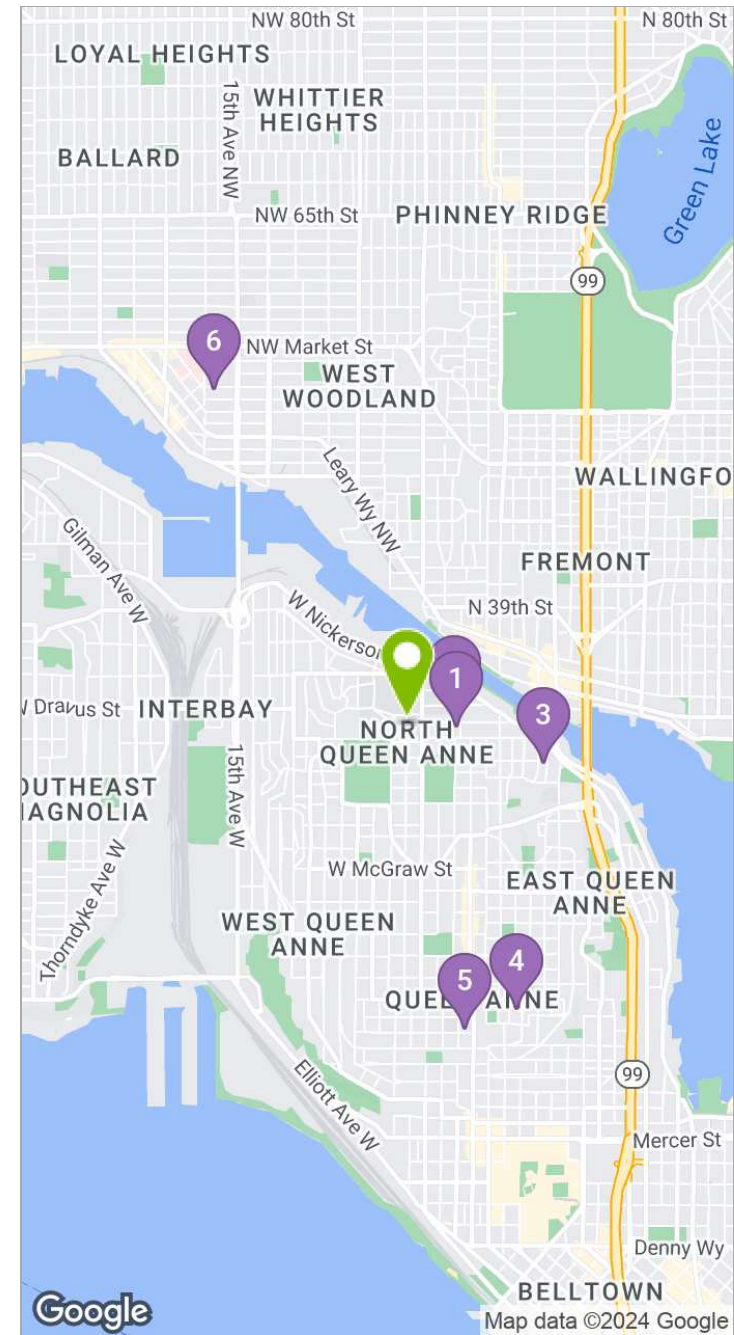 NW 80th St
N 80th St
LOYAL HEIGHTS
15th Ave NW
WHITTIER
HEIGHTS
BALLARD
Green Lake
NW 65th St
PHINNEY RIDGE
99
6
NW Market St
WEST
WOODLAND
Leary Wy NW
WALLINGFO
Gilman Ave W
FREMONT
N 39th St
W Nickerso
1
3
W Dravus St
INTERBAY
NORTH
QUEEN ANNE
15th Ave W
OUTHEAST
MAGNOLIA
Thorndyke Ave W
W McGraw St
EAST QUEEN
ANNE
WEST QUEEN
ANNE
4
5
QUEE ANNE
Elliott Ave W
99
Mercer St
Denny Wy
BELLTOWN
Google
Map data ©2024 Google